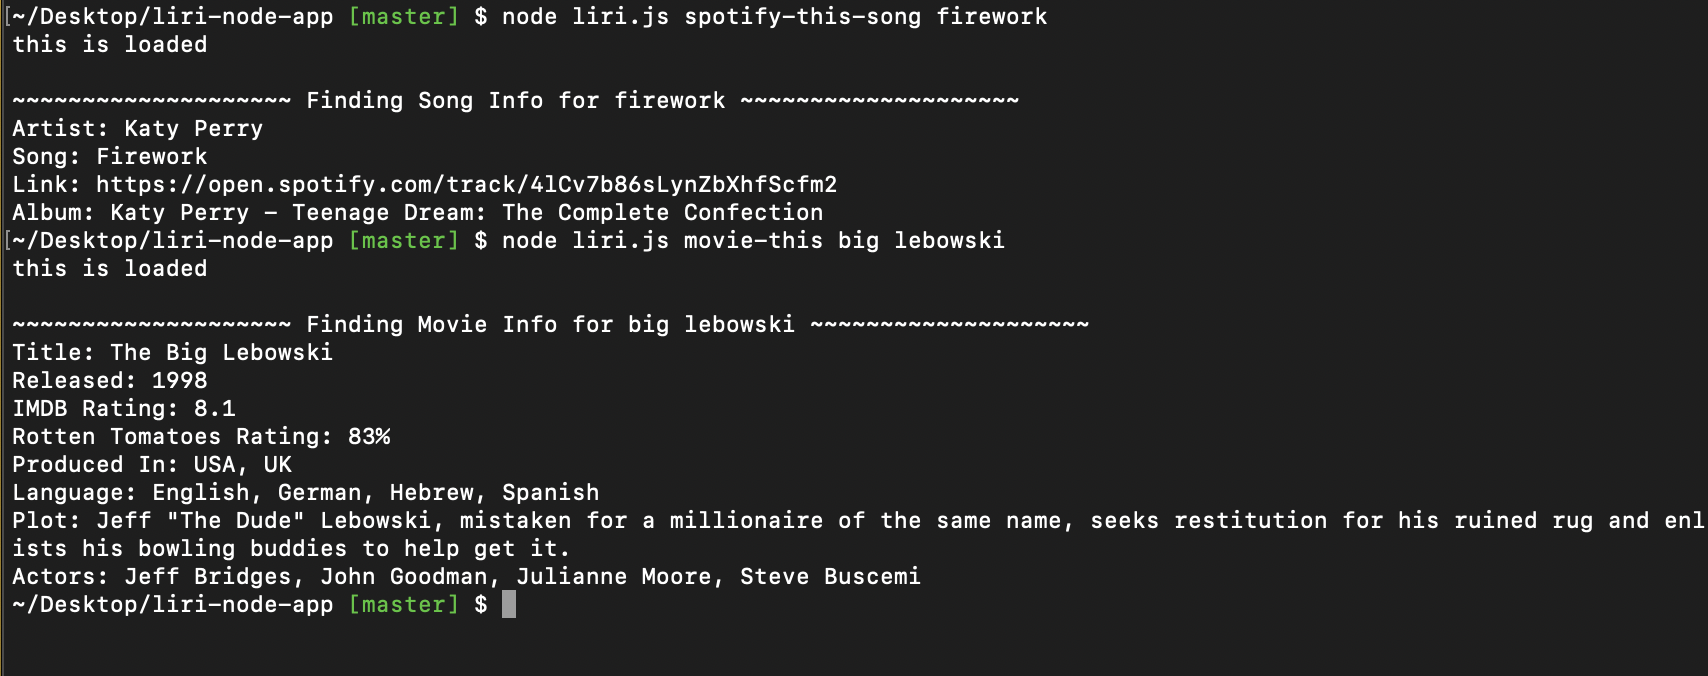 [~/Desktop/liri-node-app [master] $ node liri.js spotify-this-song firework
this is loaded
~~~~~~~~~~~~~~~~~~~~ Finding Song Info for firework ~~~~~~~~~~~~~~~~~~~~
Artist: Katy Perry
Song: Firework
Link: https://open.spotify.com/track/4lCv7b86sLynZbXhfScfm2
Album: Katy Perry - Teenage Dream: The Complete Confection
[~/Desktop/liri-node-app [master] $ node liri.js movie-this big lebowski
this is loaded
~~~~~~~~~~~~~~~~~~~~ Finding Movie Info for big lebowski ~~~~~~~~~~~~~~~~~~~~
Title: The Big Lebowski
Released: 1998
IMDB Rating: 8.1
Rotten Tomatoes Rating: 83%
Produced In: USA, UK
Language: English, German, Hebrew, Spanish
Plot: Jeff "The Dude" Lebowski, mistaken for a millionaire of the same name, seeks restitution for his ruined rug and enl
ists his bowling buddies to help get it.
Actors: Jeff Bridges, John Goodman, Julianne Moore, Steve Buscemi
~/Desktop/liri-node-app [master] $